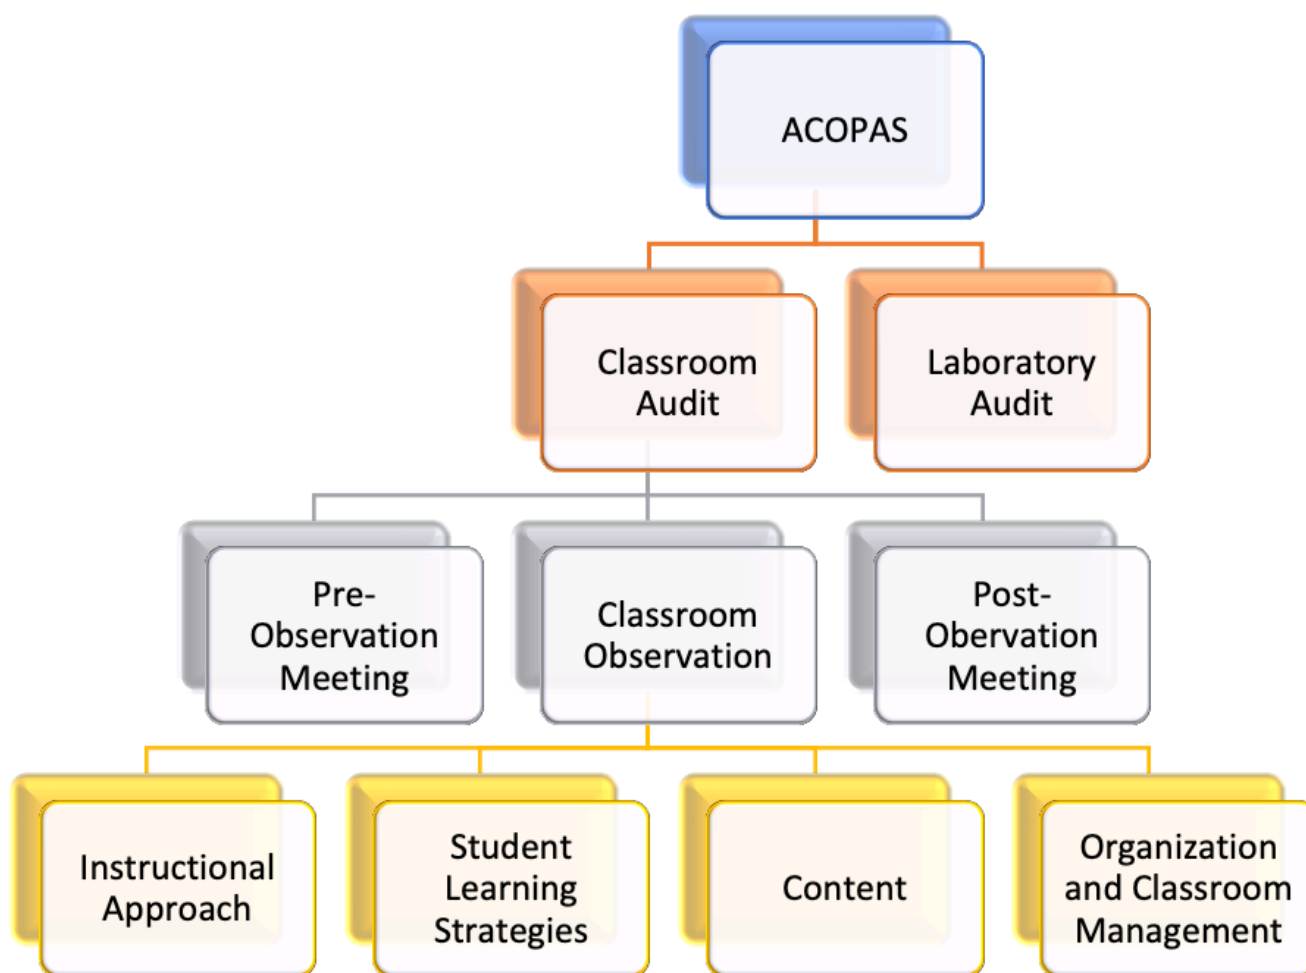 ACOPAS
Classroom
Audit
Laboratory
Audit
Pre-
Observation
Meeting
Classroom
Observation
Post-
Obervation
Meeting
Instructional
Approach
Student
Learning
Strategies
Content
Organization
and Classroom
Management